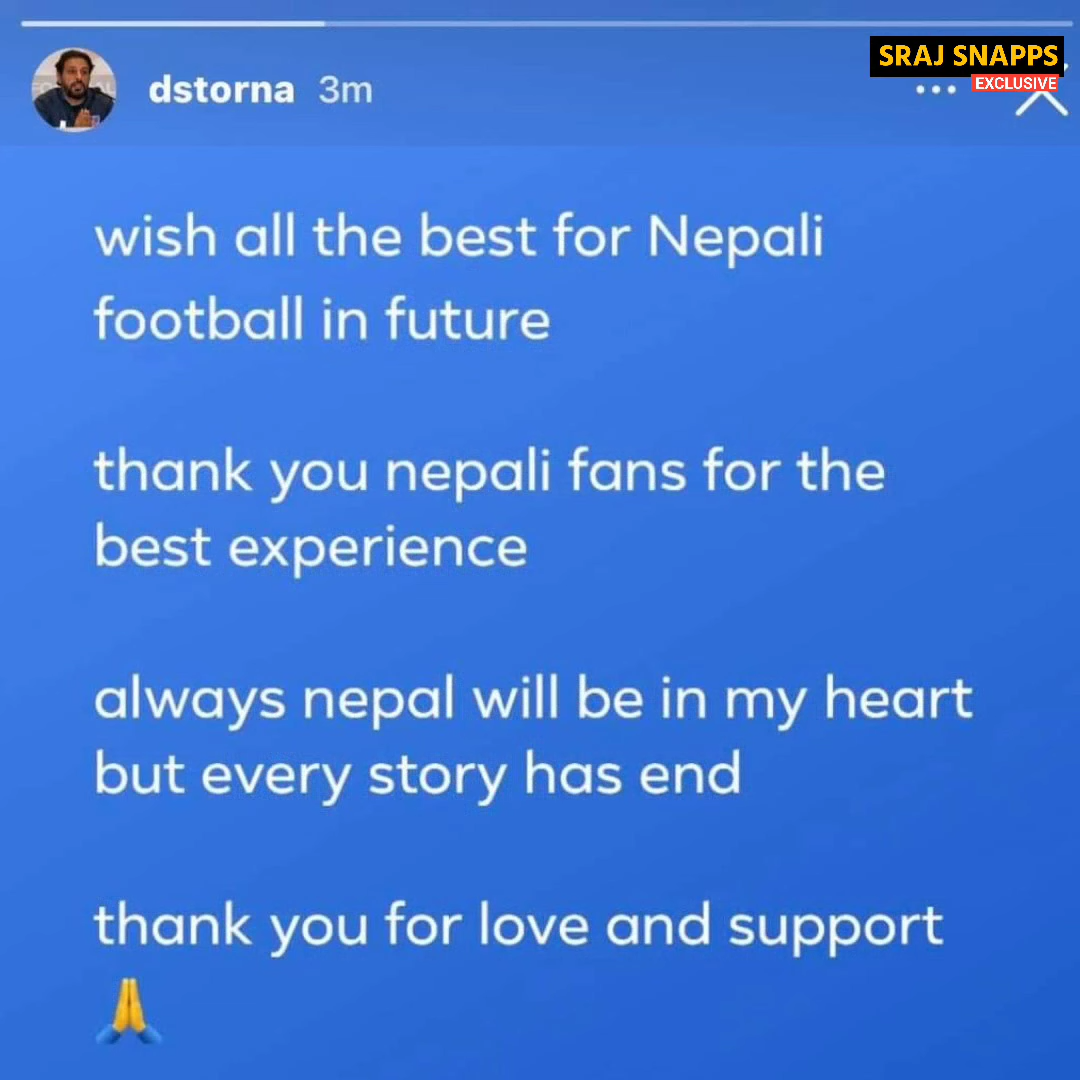 SRAJ SNAPPS
EXCLUSIVE
dstorna 3m
wish all the best for Nepali
football in future
thank you nepali fans for the
best experience
always nepal will be in my heart
but every story has end
thank you for love and support
🙏